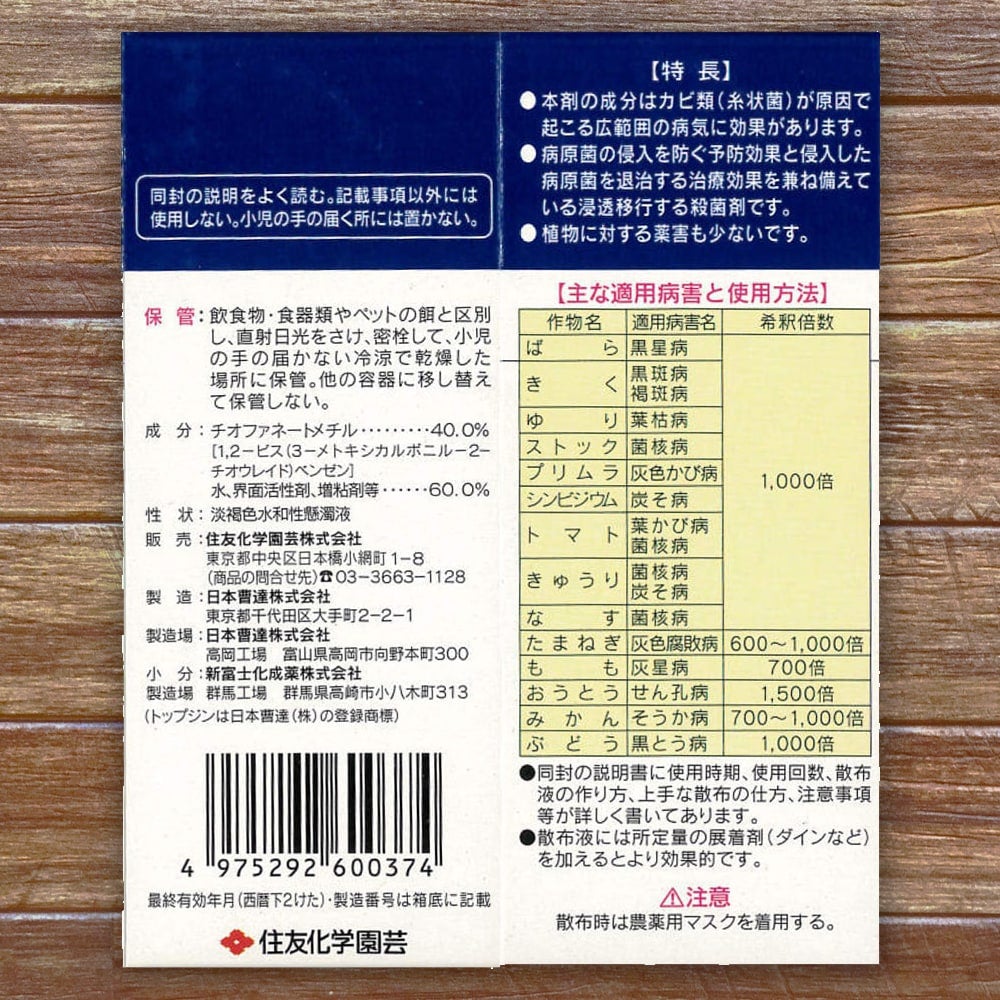 同封の説明をよく読む。記載事項以外には
使用しない。小児の手の届く所には置かない。
保管：飲食物・食器類やペットの餌と区別
し、直射日光をさけ、密栓して、小児
の手の届かない冷涼で乾燥した
場所に保管。他の容器に移し替え
て保管しない。
成分：チオファネートメチル………40.0%
[1,2−ビス(3−メトキシカルボニル−2−
チオウレイド)ベンゼン]
水、界面活性剤、増粘剤等……60.0%
性状：淡褐色水和性懸濁液
販売：住友化学園芸株式会社
東京都中央区日本橋小網町1−8
(商品の問合せ先)☎03−3663−1128
製造：日本曹達株式会社
東京都千代田区大手町2−2−1
製造場：日本曹達株式会社
高岡工場 富山県高岡市向野本町300
小分：新富士化成薬株式会社
製造場 群馬工場 群馬県高崎市小八木町313
(トップジンは日本曹達(株)の登録商標)
4 975292 600374
最終有効年月(西暦下2けた)・製造番号は箱底に記載
住友化学園芸
【特長】
●本剤の成分はカビ類(糸状菌)が原因で
起こる広範囲の病気に効果があります。
●病原菌の侵入を防ぐ予防効果と侵入した
病原菌を退治する治療効果を兼ね備えて
いる浸透移行する殺菌剤です。
●植物に対する薬害も少ないです。
【主な適用病害と使用方法】
作物名 適用病害名 希釈倍数
ばら 黒星病
きく 黒斑病
褐斑病
ゆり 葉枯病
ストック 菌核病
プリムラ 灰色かび病
1,000倍
シンビジウム 炭そ病
トマト 葉かび病
菌核病
きゅうり 菌核病
炭そ病
なす 菌核病
たまねぎ 灰色腐敗病 600〜1,000倍
もも 灰星病 700倍
おうとう せん孔病 1,500倍
みかん そうか病 700〜1,000倍
ぶどう 黒とう病 1,000倍
●同封の説明書に使用時期、使用回数、散布
液の作り方、上手な散布の仕方、注意事項
等が詳しく書いてあります。
●散布液には所定量の展着剤(ダインなど)
を加えるとより効果的です。
⚠注意
散布時は農薬用マスクを着用する。